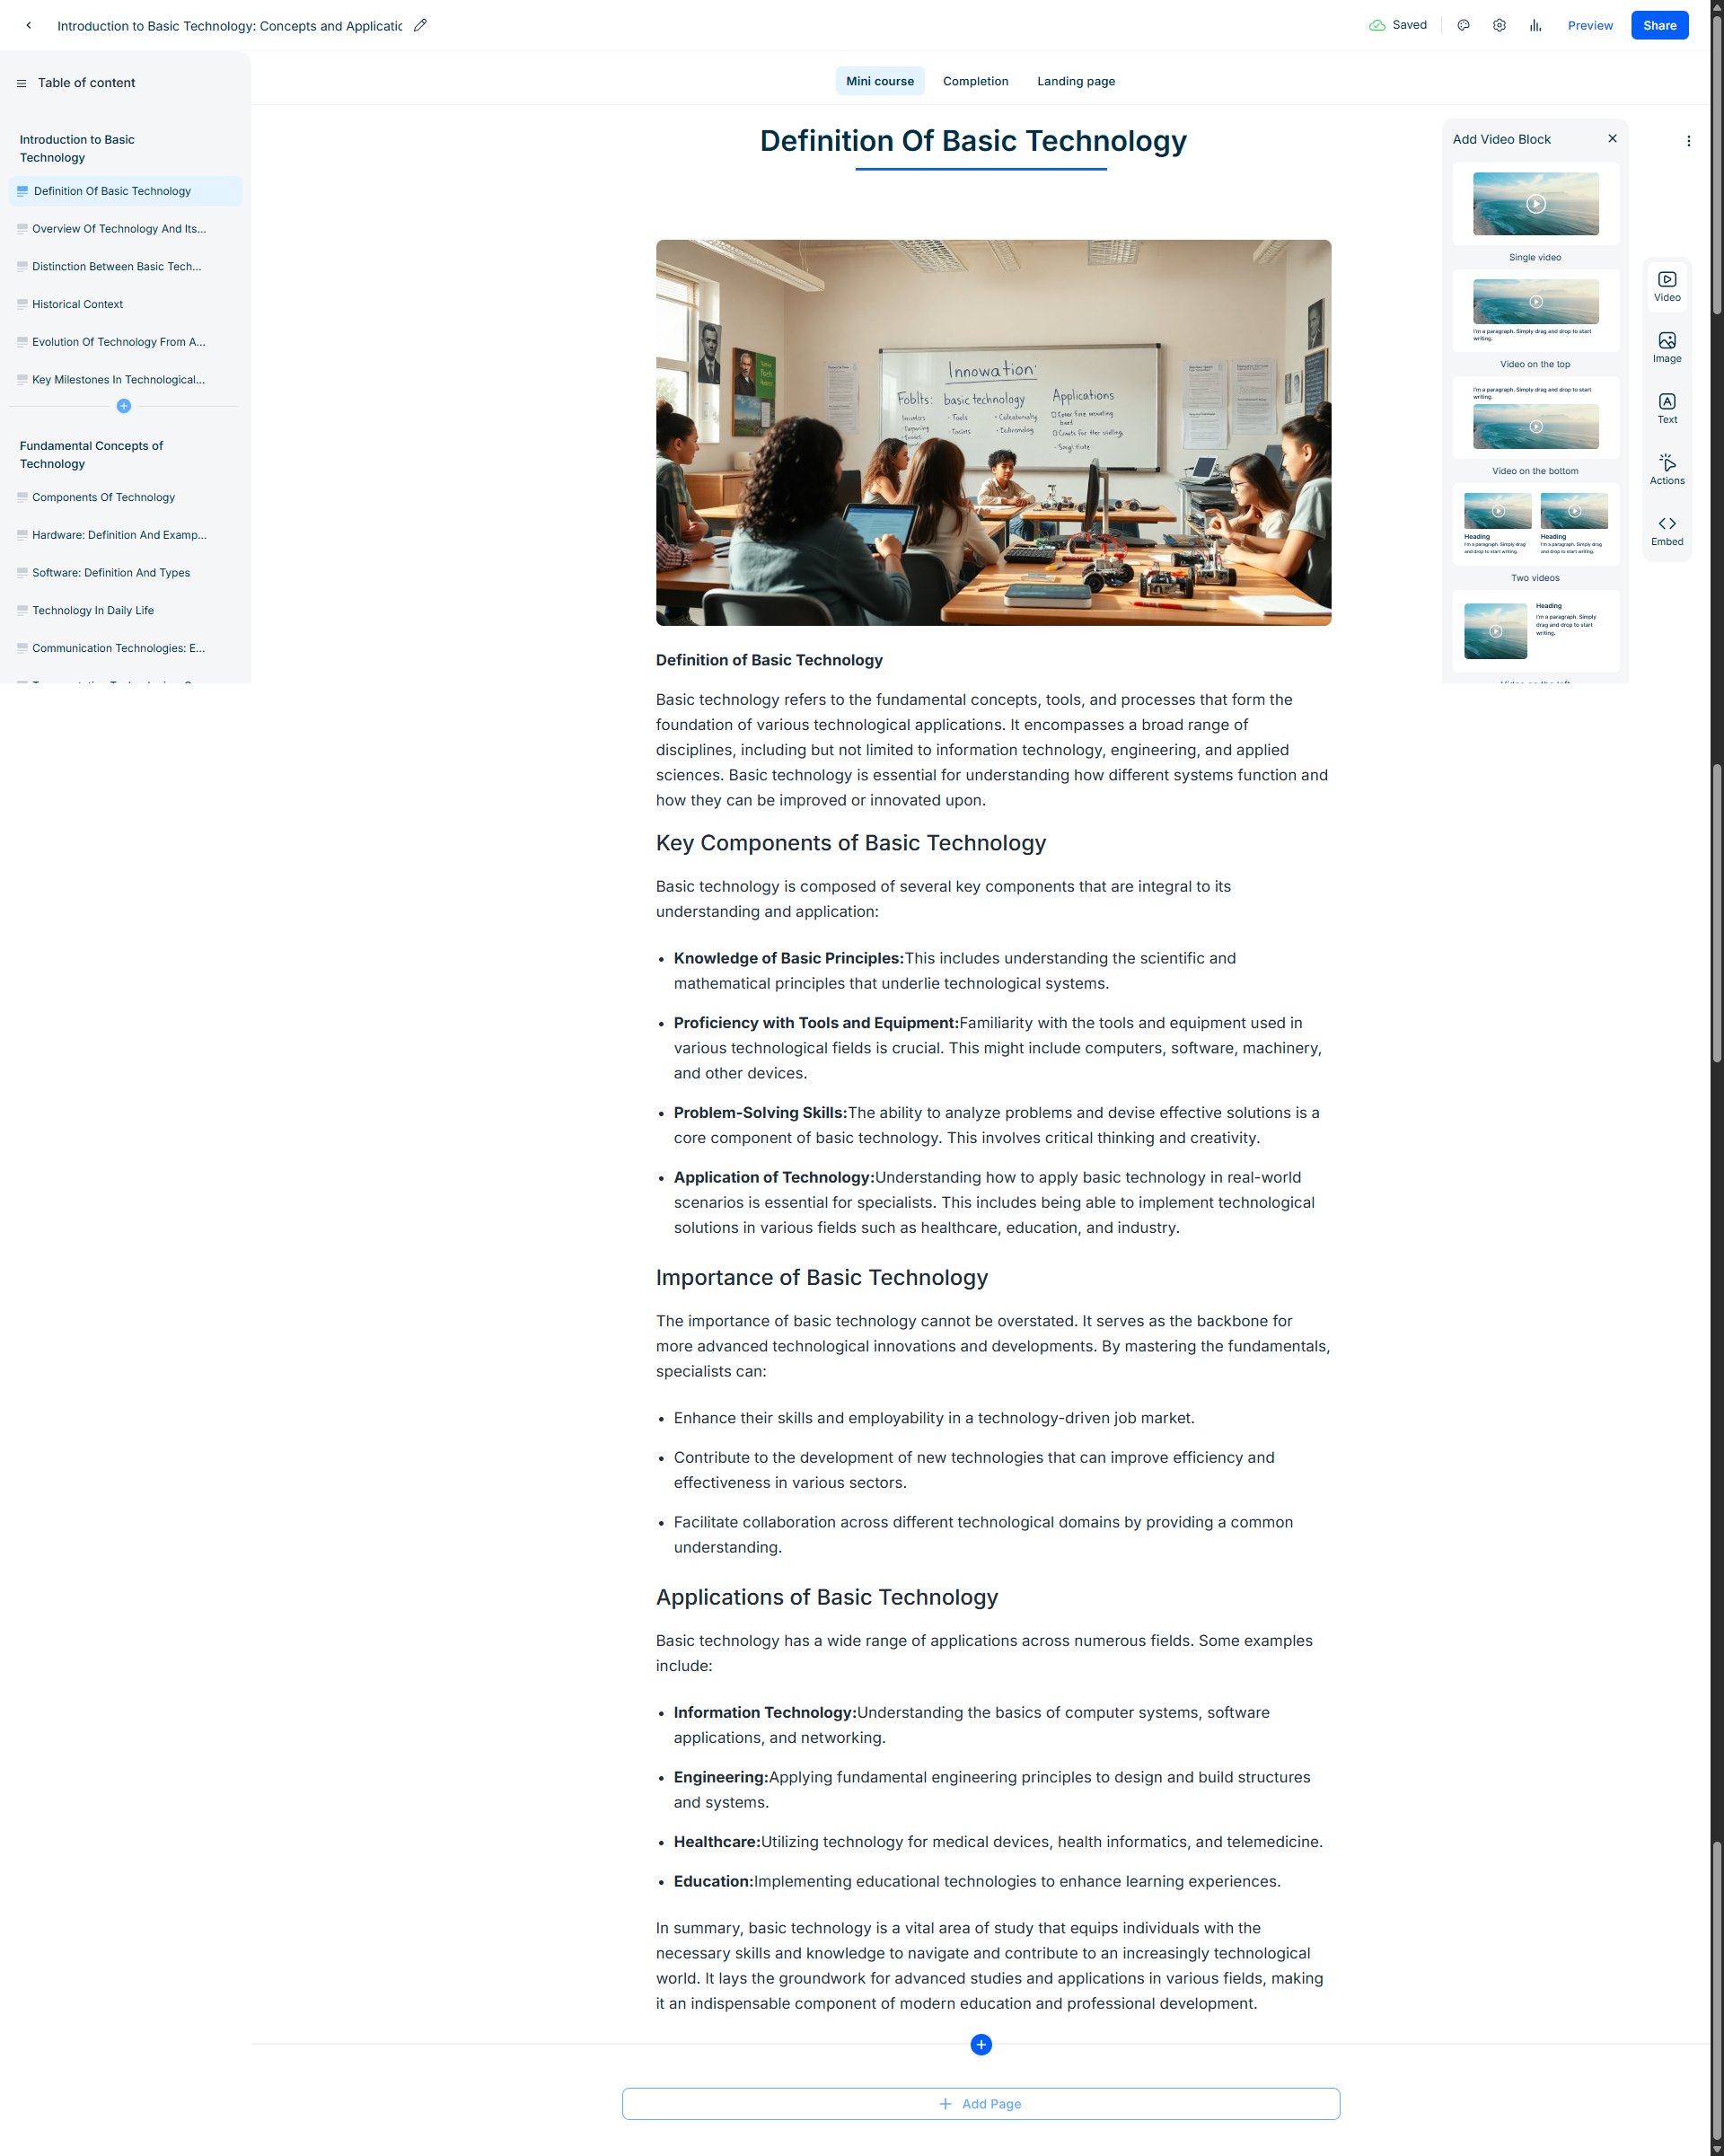 Introduction to Basic Technology: Concepts and Applicatic
Saved
Preview
Share
Table of content
Mini course
Completion
Landing page
Introduction to Basic
Technology
Definition Of Basic Technology
Overview Of Technology And Its...
Distinction Between Basic Tech...
Historical Context
Evolution Of Technology From A...
Key Milestones In Technological...
Fundamental Concepts of
Technology
Components Of Technology
Hardware: Definition And Examp...
Software: Definition And Types
Technology In Daily Life
Communication Technologies: E...
Definition Of Basic Technology
Innowation:
Foblts: basic technology
Applications
Definition of Basic Technology
Basic technology refers to the fundamental concepts, tools, and processes that form the
foundation of various technological applications. It encompasses a broad range of
disciplines, including but not limited to information technology, engineering, and applied
sciences. Basic technology is essential for understanding how different systems function and
how they can be improved or innovated upon.
Key Components of Basic Technology
Basic technology is composed of several key components that are integral to its
understanding and application:
• Knowledge of Basic Principles:This includes understanding the scientific and
mathematical principles that underlie technological systems.
• Proficiency with Tools and Equipment:Familiarity with the tools and equipment used in
various technological fields is crucial. This might include computers, software, machinery,
and other devices.
• Problem-Solving Skills:The ability to analyze problems and devise effective solutions is a
core component of basic technology. This involves critical thinking and creativity.
• Application of Technology:Understanding how to apply basic technology in real-world
scenarios is essential for specialists. This includes being able to implement technological
solutions in various fields such as healthcare, education, and industry.
Importance of Basic Technology
The importance of basic technology cannot be overstated. It serves as the backbone for
more advanced technological innovations and developments. By mastering the fundamentals,
specialists can:
• Enhance their skills and employability in a technology-driven job market.
• Contribute to the development of new technologies that can improve efficiency and
effectiveness in various sectors.
• Facilitate collaboration across different technological domains by providing a common
understanding.
Applications of Basic Technology
Basic technology has a wide range of applications across numerous fields. Some examples
include:
• Information Technology:Understanding the basics of computer systems, software
applications, and networking.
• Engineering:Applying fundamental engineering principles to design and build structures
and systems.
• Healthcare:Utilizing technology for medical devices, health informatics, and telemedicine.
• Education:Implementing educational technologies to enhance learning experiences.
In summary, basic technology is a vital area of study that equips individuals with the
necessary skills and knowledge to navigate and contribute to an increasingly technological
world. It lays the groundwork for advanced studies and applications in various fields, making
it an indispensable component of modern education and professional development.
Add Page
Add Video Block
Single video
I'm a paragraph. Simply drag and drop to start
writing.
Video on the top
I'm a paragraph. Simply drag and drop to start
writing.
Video on the bottom
Heading
I'm a paragraph. Simply drag
and drop to start writing.
Heading
I'm a paragraph. Simply drag
and drop to start writing.
Two videos
Heading
I'm a paragraph. Simply
drag and drop to start
writing.
Video
Image
Text
Actions
Embed